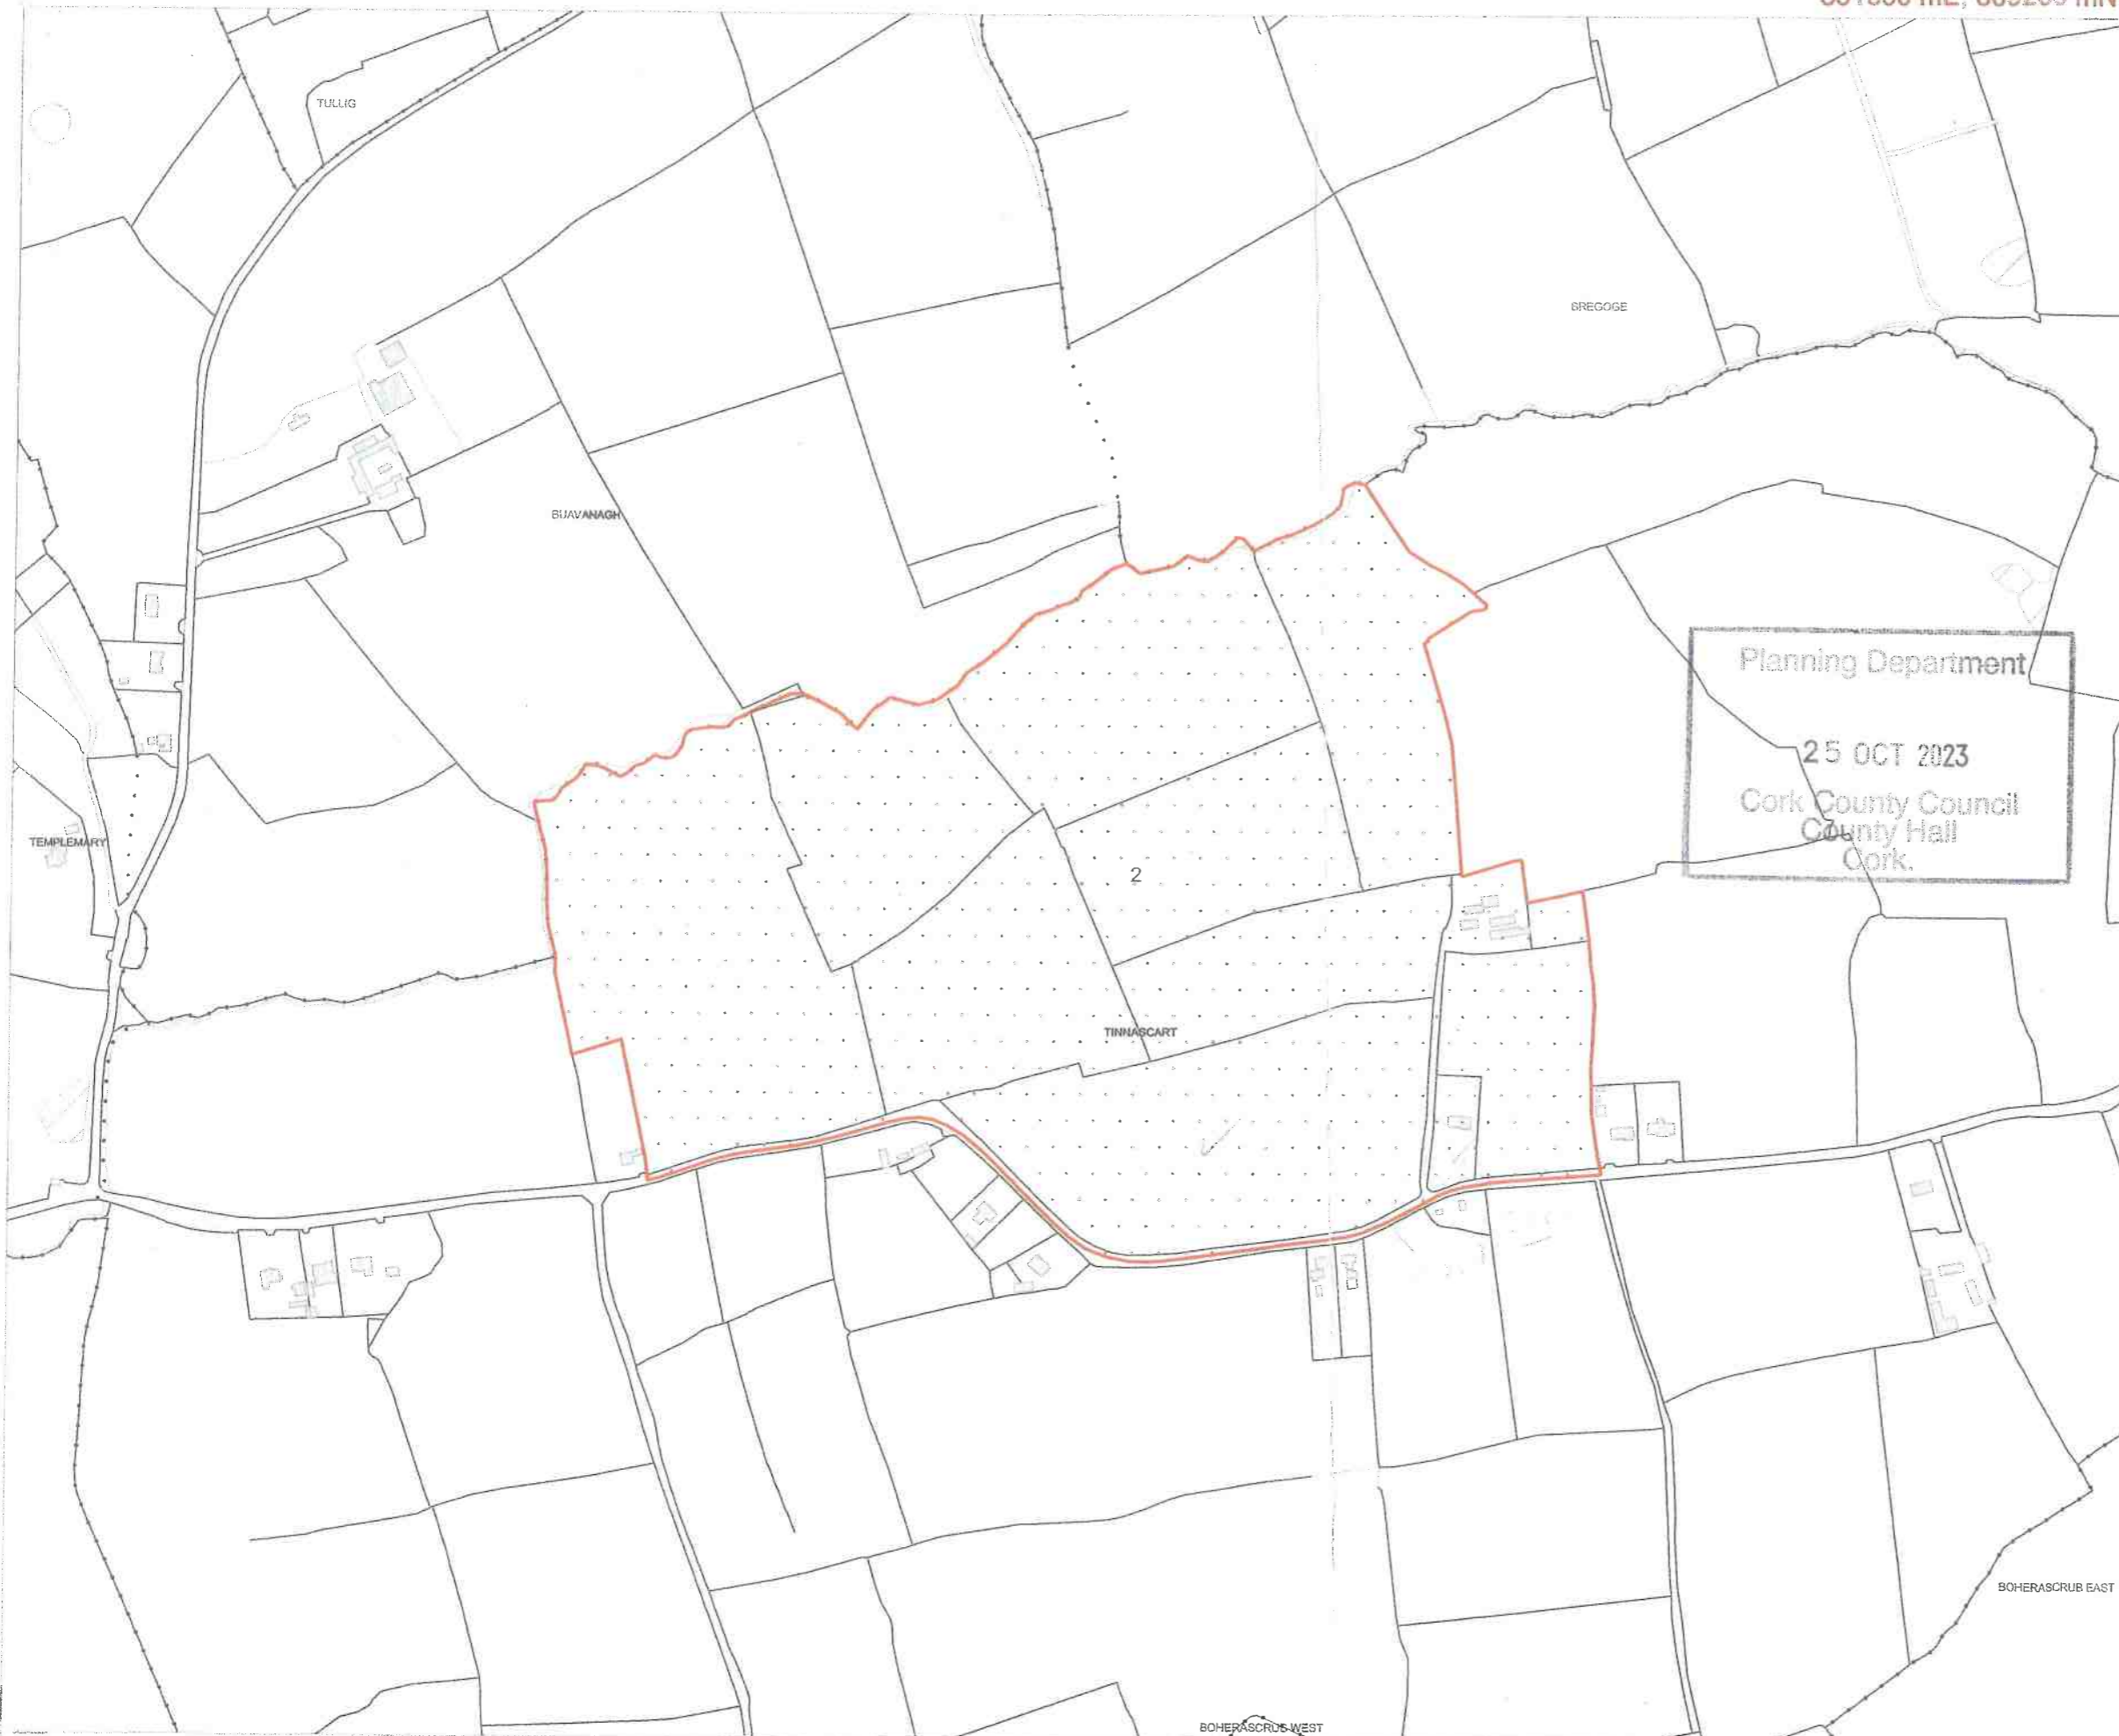 TULLIG
BREGOGE
BUAVANAGH
Planning Department
25 OCT 2023
Cork County Council
County Hall
Cork.
TEMPLEMARY
2
TINNASCART
BOHERASCRUB EAST
BOHERASCRUB WEST